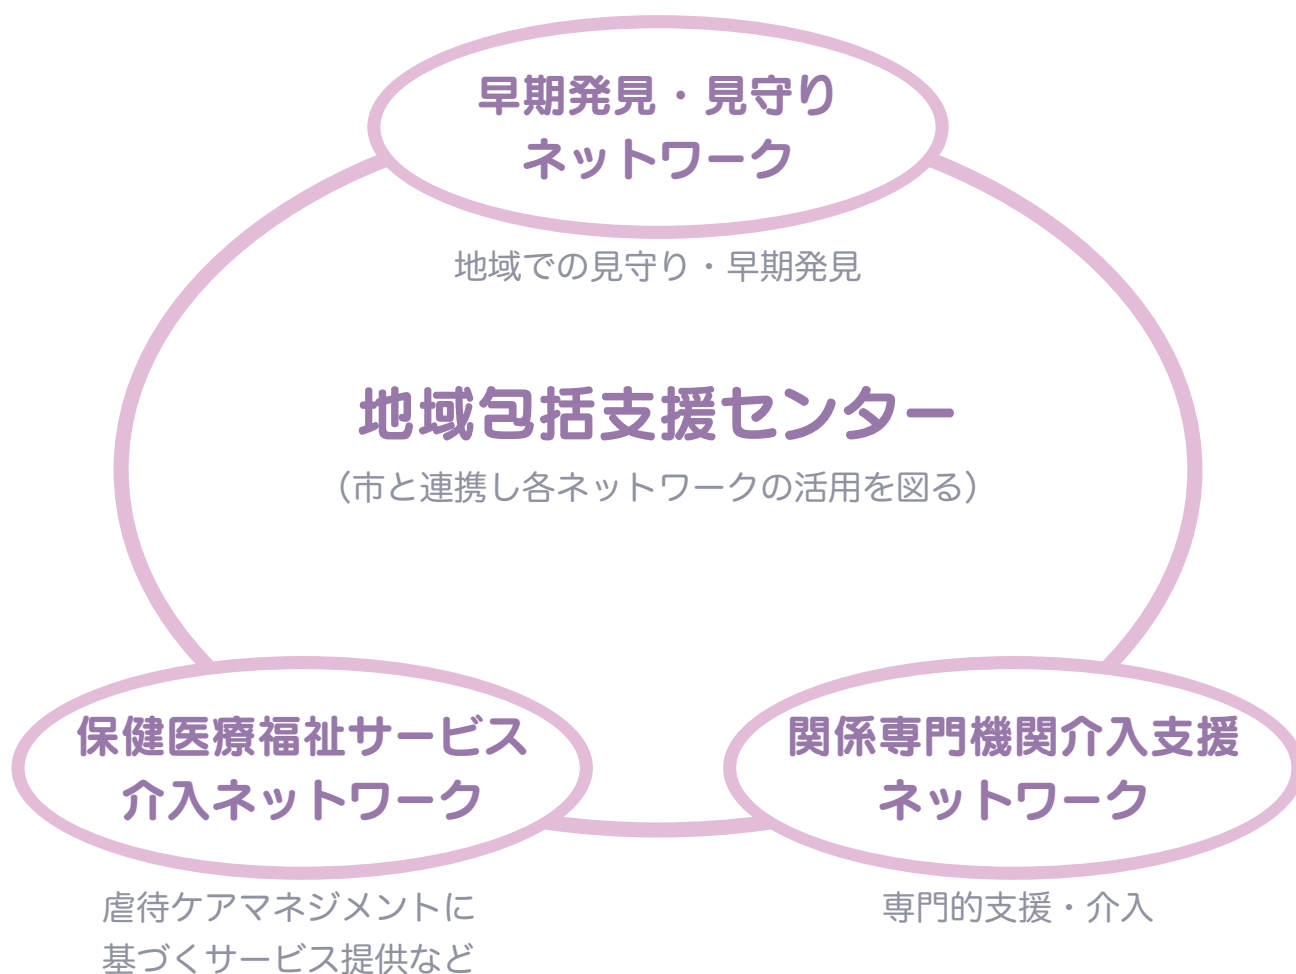 早期発見・見守り
ネットワーク
地域での見守り・早期発見
地域包括支援センター
（市と連携し各ネットワークの活用を図る）
保健医療福祉サービス
介入ネットワーク
虐待ケアマネジメントに
基づくサービス提供など
関係専門機関介入支援
ネットワーク
専門的支援・介入